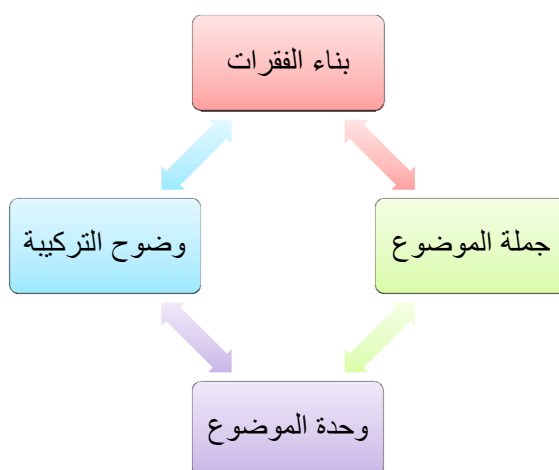 بناء الفقرات
جملة الموضوع
وضوح التركيبة
وحدة الموضوع